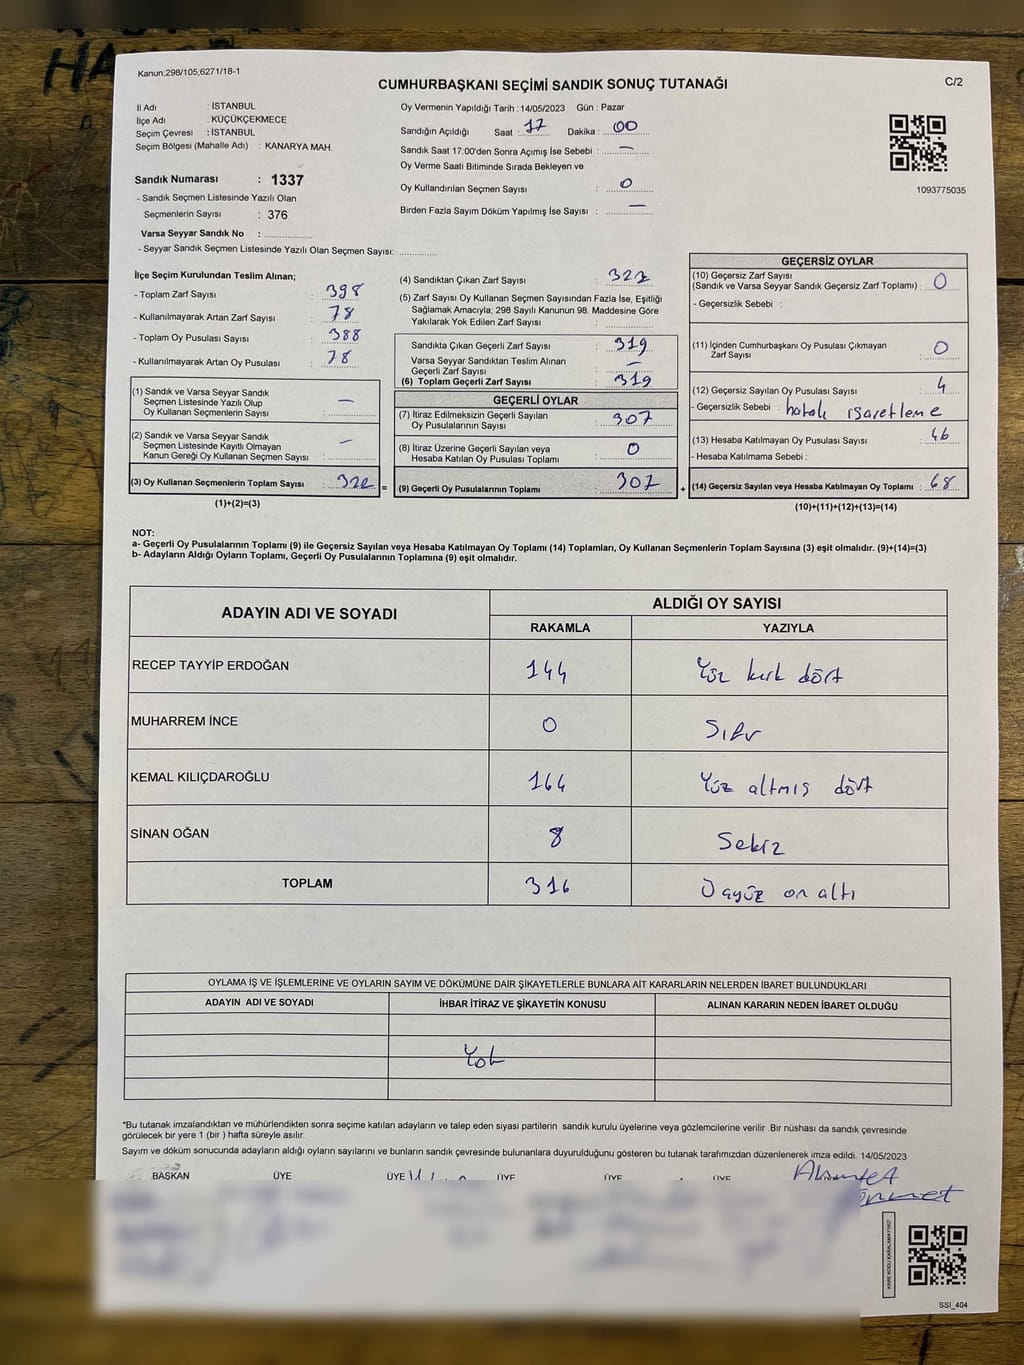 Kanun,298/105,6271/18-1
CUMHURBAŞKANI SEÇİMİ SANDIK SONUÇ TUTANAĞI
C/2
İl Adı : İSTANBUL
İlçe Adı : KÜÇÜKÇEKMECE
Seçim Çevresi : İSTANBUL
Seçim Bölgesi (Mahalle Adı) : KANARYA MAH.
Sandık Numarası : 1337
- Sandık Seçmen Listesinde Yazılı Olan
Seçmenlerin Sayısı : 376
Varsa Seyyar Sandık No :
- Seyyar Sandık Seçmen Listesinde Yazılı Olan Seçmen Sayısı:
Oy Vermenin Yapıldığı Tarih : 14/05/2023 Gün : Pazar
Sandığın Açıldığı Saat : 17 Dakika : 00
Sandık Saat 17:00'den Sonra Açımış İse Sebebi : —
Oy Verme Saati Bitiminde Sırada Bekleyen ve
Oy Kullandırılan Seçmen Sayısı : 0
Birden Fazla Sayım Döküm Yapılmış İse Sayısı : —
1093775035
İlçe Seçim Kurulundan Teslim Alınan;
- Toplam Zarf Sayısı : 398
- Kullanılmayarak Artan Zarf Sayısı : 78
- Toplam Oy Pusulası Sayısı : 388
- Kullanılmayarak Artan Oy Pusulası : 78
(1) Sandık ve Varsa Seyyar Sandık
Seçmen Listesinde Yazılı Olup
Oy Kullanan Seçmenlerin Sayısı : —
(2) Sandık ve Varsa Seyyar Sandık
Seçmen Listesinde Kayıtlı Olmayan
Kanun Gereği Oy Kullanan Seçmen Sayısı : —
(3) Oy Kullanan Seçmenlerin Toplam Sayısı : 322 =
(1)+(2)=(3)
(4) Sandıktan Çıkan Zarf Sayısı :
(5) Zarf Sayısı Oy Kullanan Seçmen Sayısından Fazla İse, Eşitliği
Sağlamak Amacıyla; 298 Sayılı Kanunun 98. Maddesine Göre
Yakılarak Yok Edilen Zarf Sayısı :
Sandıkta Çıkan Geçerli Zarf Sayısı : 319
Varsa Seyyar Sandıktan Teslim Alınan
Geçerli Zarf Sayısı : —
(6) Toplam Geçerli Zarf Sayısı : 319
GEÇERLİ OYLAR
(7) İtiraz Edilmeksizin Geçerli Sayılan
Oy Pusulalarının Sayısı : 307
(8) İtiraz Üzerine Geçerli Sayılan veya
Hesaba Katılan Oy Pusulası Toplamı : 0
(9) Geçerli Oy Pusulalarının Toplamı : 307 +
GEÇERSİZ OYLAR
(10) Geçersiz Zarf Sayısı
(Sandık ve Varsa Seyyar Sandık Geçersiz Zarf Toplamı) : 0
- Geçersizlik Sebebi :
(11) İçinden Cumhurbaşkanı Oy Pusulası Çıkmayan
Zarf Sayısı : 0
(12) Geçersiz Sayılan Oy Pusulası Sayısı : 4
- Geçersizlik Sebebi : hatalı işaretleme
(13) Hesaba Katılmayan Oy Pusulası Sayısı :
- Hesaba Katılmama Sebebi :
(14) Geçersiz Sayılan veya Hesaba Katılmayan Oy Toplamı : 68
(10)+(11)+(12)+(13)=(14)
NOT:
a- Geçerli Oy Pusulalarının Toplamı (9) ile Geçersiz Sayılan veya Hesaba Katılmayan Oy Toplamı (14) Toplamları, Oy Kullanan Seçmenlerin Toplam Sayısına (3) eşit olmalıdır. (9)+(14)=(3)
b- Adayların Aldığı Oyların Toplamı, Geçerli Oy Pusulalarının Toplamına (9) eşit olmalıdır.
ADAYIN ADI VE SOYADI
ALDIĞI OY SAYISI
RAKAMLA YAZIYLA
RECEP TAYYİP ERDOĞAN 144 Yüz kırk dört
MUHARREM İNCE 0 Sıfır
KEMAL KILIÇDAROĞLU 164 Yüz altmış dört
SİNAN OĞAN 8 Sekiz
TOPLAM 316 Üçyüz on altı
OYLAMA İŞ VE İŞLEMLERİNE VE OYLARIN SAYIM VE DÖKÜMÜNE DAİR ŞİKAYETLERLE BUNLARA AİT KARARLARIN NELERDEN İBARET BULUNDUKLARI
ADAYIN ADI VE SOYADI İHBAR İTİRAZ VE ŞİKAYETİN KONUSU ALINAN KARARIN NEDEN İBARET OLDUĞU
Yok
*Bu tutanak imzalandıktan ve mühürlendikten sonra seçime katılan adayların ve talep eden siyasi partilerin sandık kurulu üyelerine veya gözlemcilerine verilir .Bir nüshası da sandık çevresinde
görülecek bir yere 1 (bir ) hafta süreyle asılır.
Sayım ve döküm sonucunda adayların aldığı oyların sayılarını ve bunların sandık çevresinde bulunanlara duyurulduğunu gösteren bu tutanak tarafımızdan düzenlenerek imza edildi. 14/05/2023
BAŞKAN ÜYE ÜYE ÜYE ÜYE ÜYE
SSİ_404